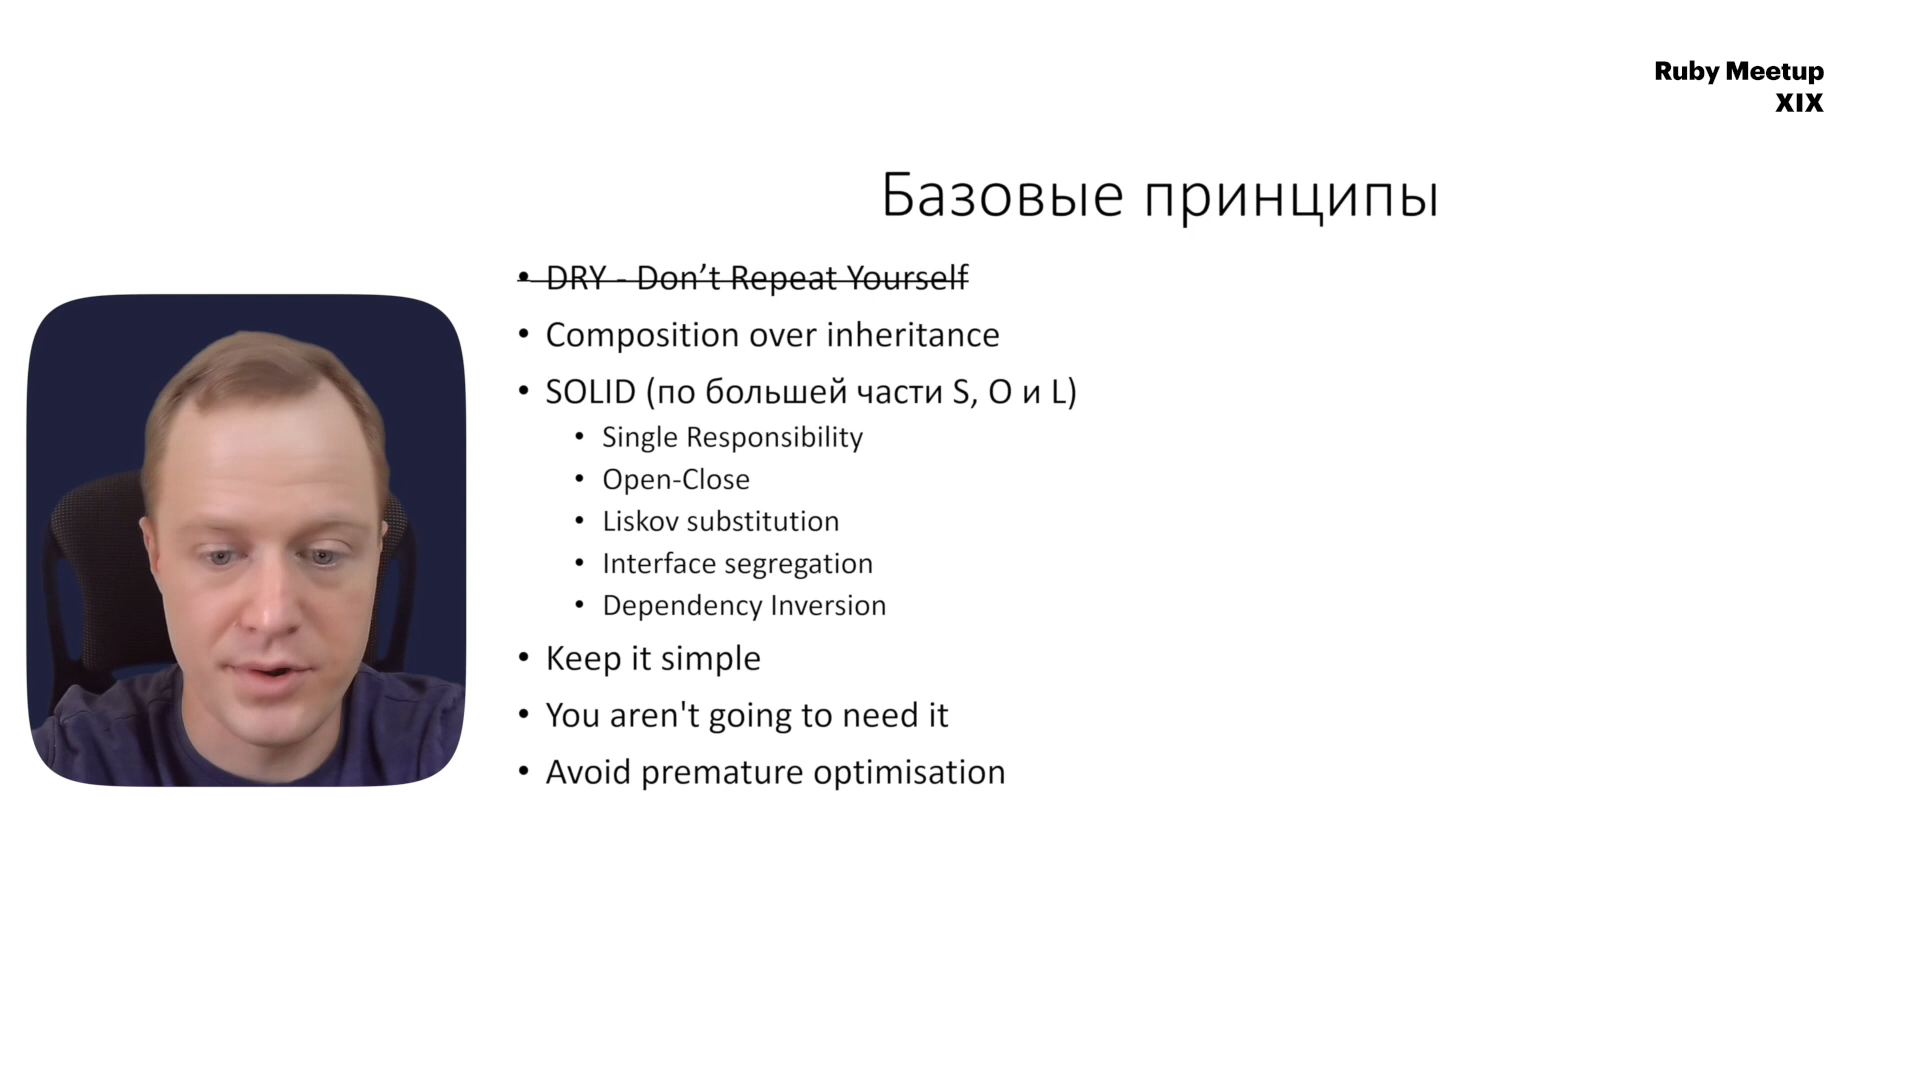 Ruby Meetup
XIX
Базовые принципы
• DRY - Don’t Repeat Yourself
• Composition over inheritance
• SOLID (по большей части S, O и L)
• Single Responsibility
• Open-Close
• Liskov substitution
• Interface segregation
• Dependency Inversion
• Keep it simple
• You aren't going to need it
• Avoid premature optimisation